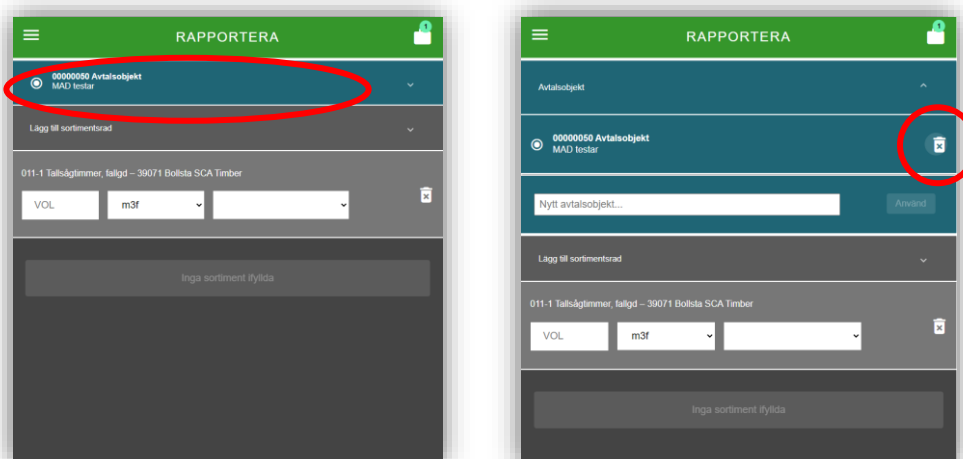 RAPPORTERA
1
00000050 Avtalsobjekt
MAD testar
Lägg till sortimentsrad
011-1 Tallsågtimmer, fallgd – 39071 Bollsta SCA Timber
VOL
m3f
Inga sortiment ifyllda
RAPPORTERA
1
Avtalsobjekt
00000050 Avtalsobjekt
MAD testar
Nytt avtalsobjekt...
Använd
Lägg till sortimentsrad
011-1 Tallsågtimmer, fallgd – 39071 Bollsta SCA Timber
VOL
m3f
Inga sortiment ifyllda